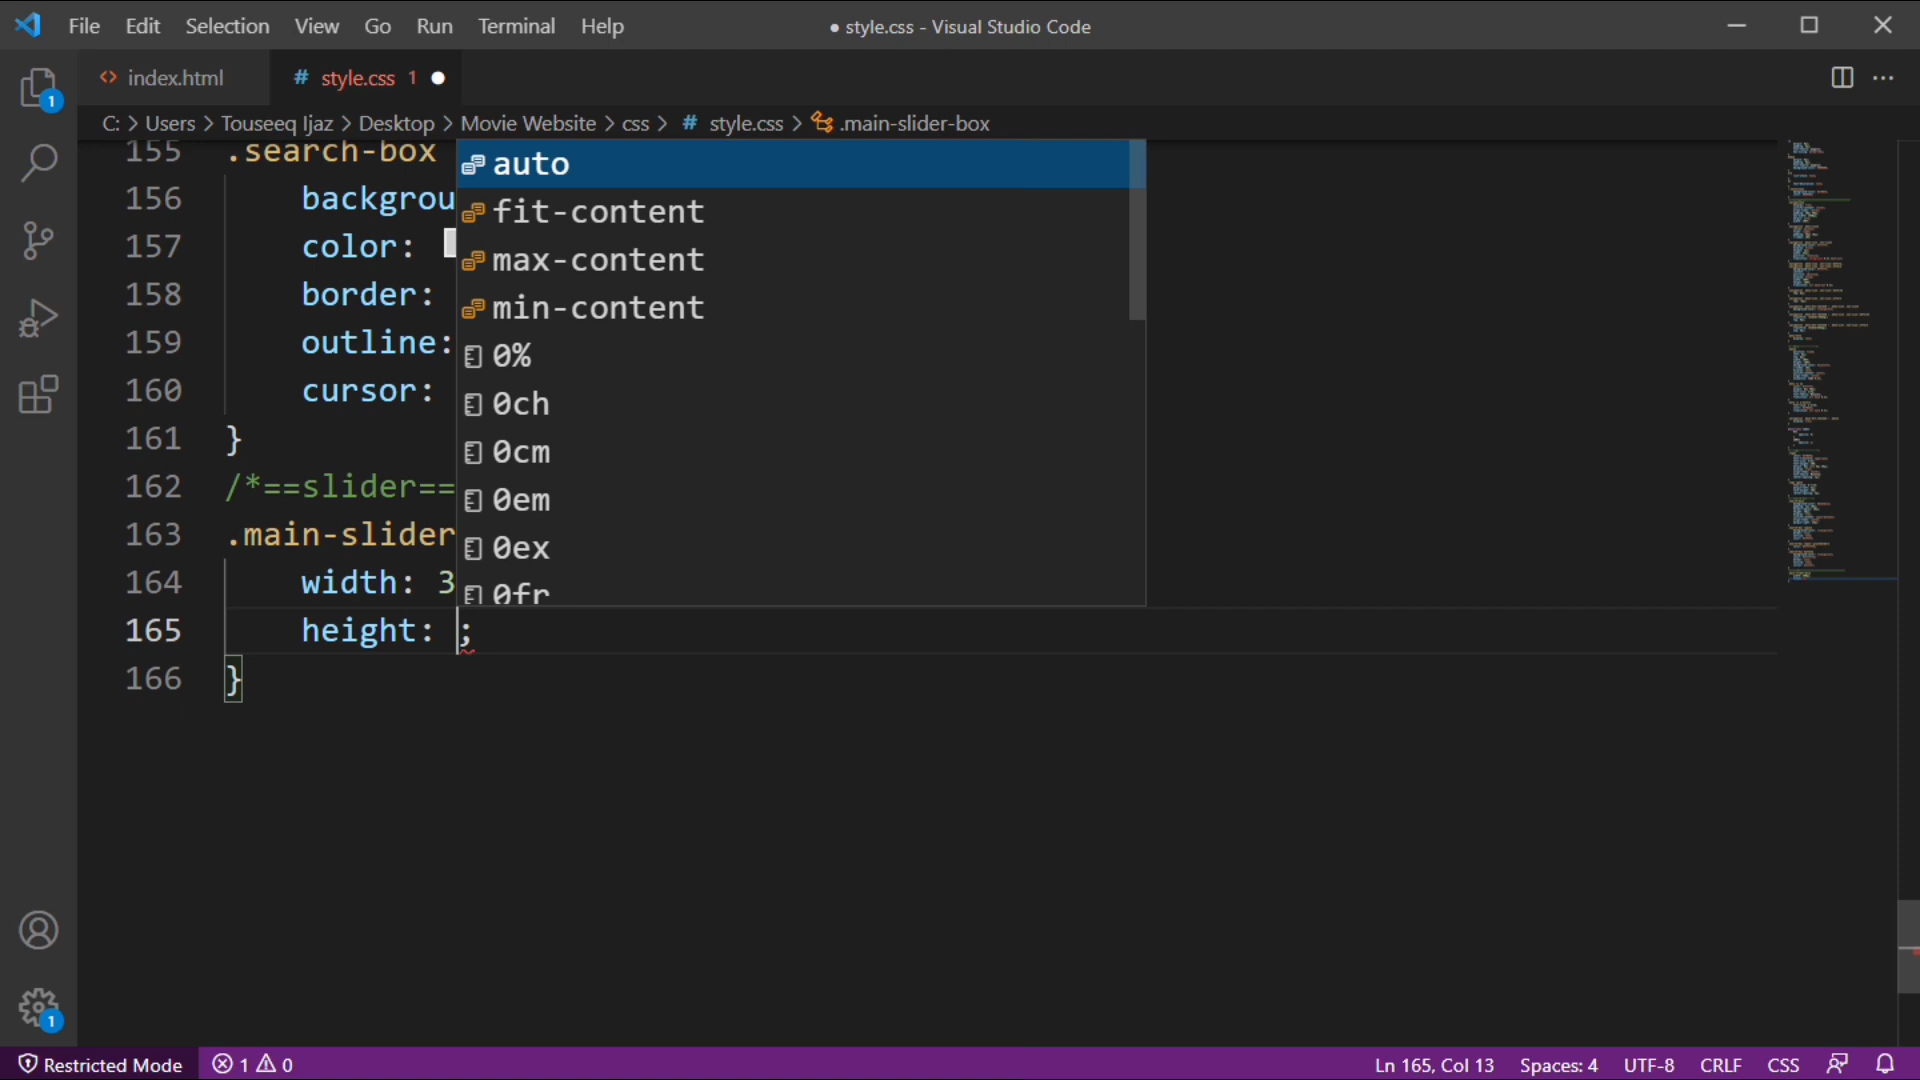 File Edit Selection View Go Run Terminal Help ● style.css - Visual Studio Code
index.html # style.css 1 ●
C: > Users > Touseeq Ijaz > Desktop > Movie Website > css > # style.css > .main-slider-box
155 .search-box
156 backgrou
157 color:
158 border:
159 outline:
160 cursor:
161 }
162 /*==slider==
163 .main-slider
164 width: 3
165 height: ;
166 }
auto
fit-content
max-content
min-content
0%
0ch
0cm
0em
0ex
0fr
1
1
Restricted Mode 1 0 Ln 165, Col 13 Spaces: 4 UTF-8 CRLF CSS